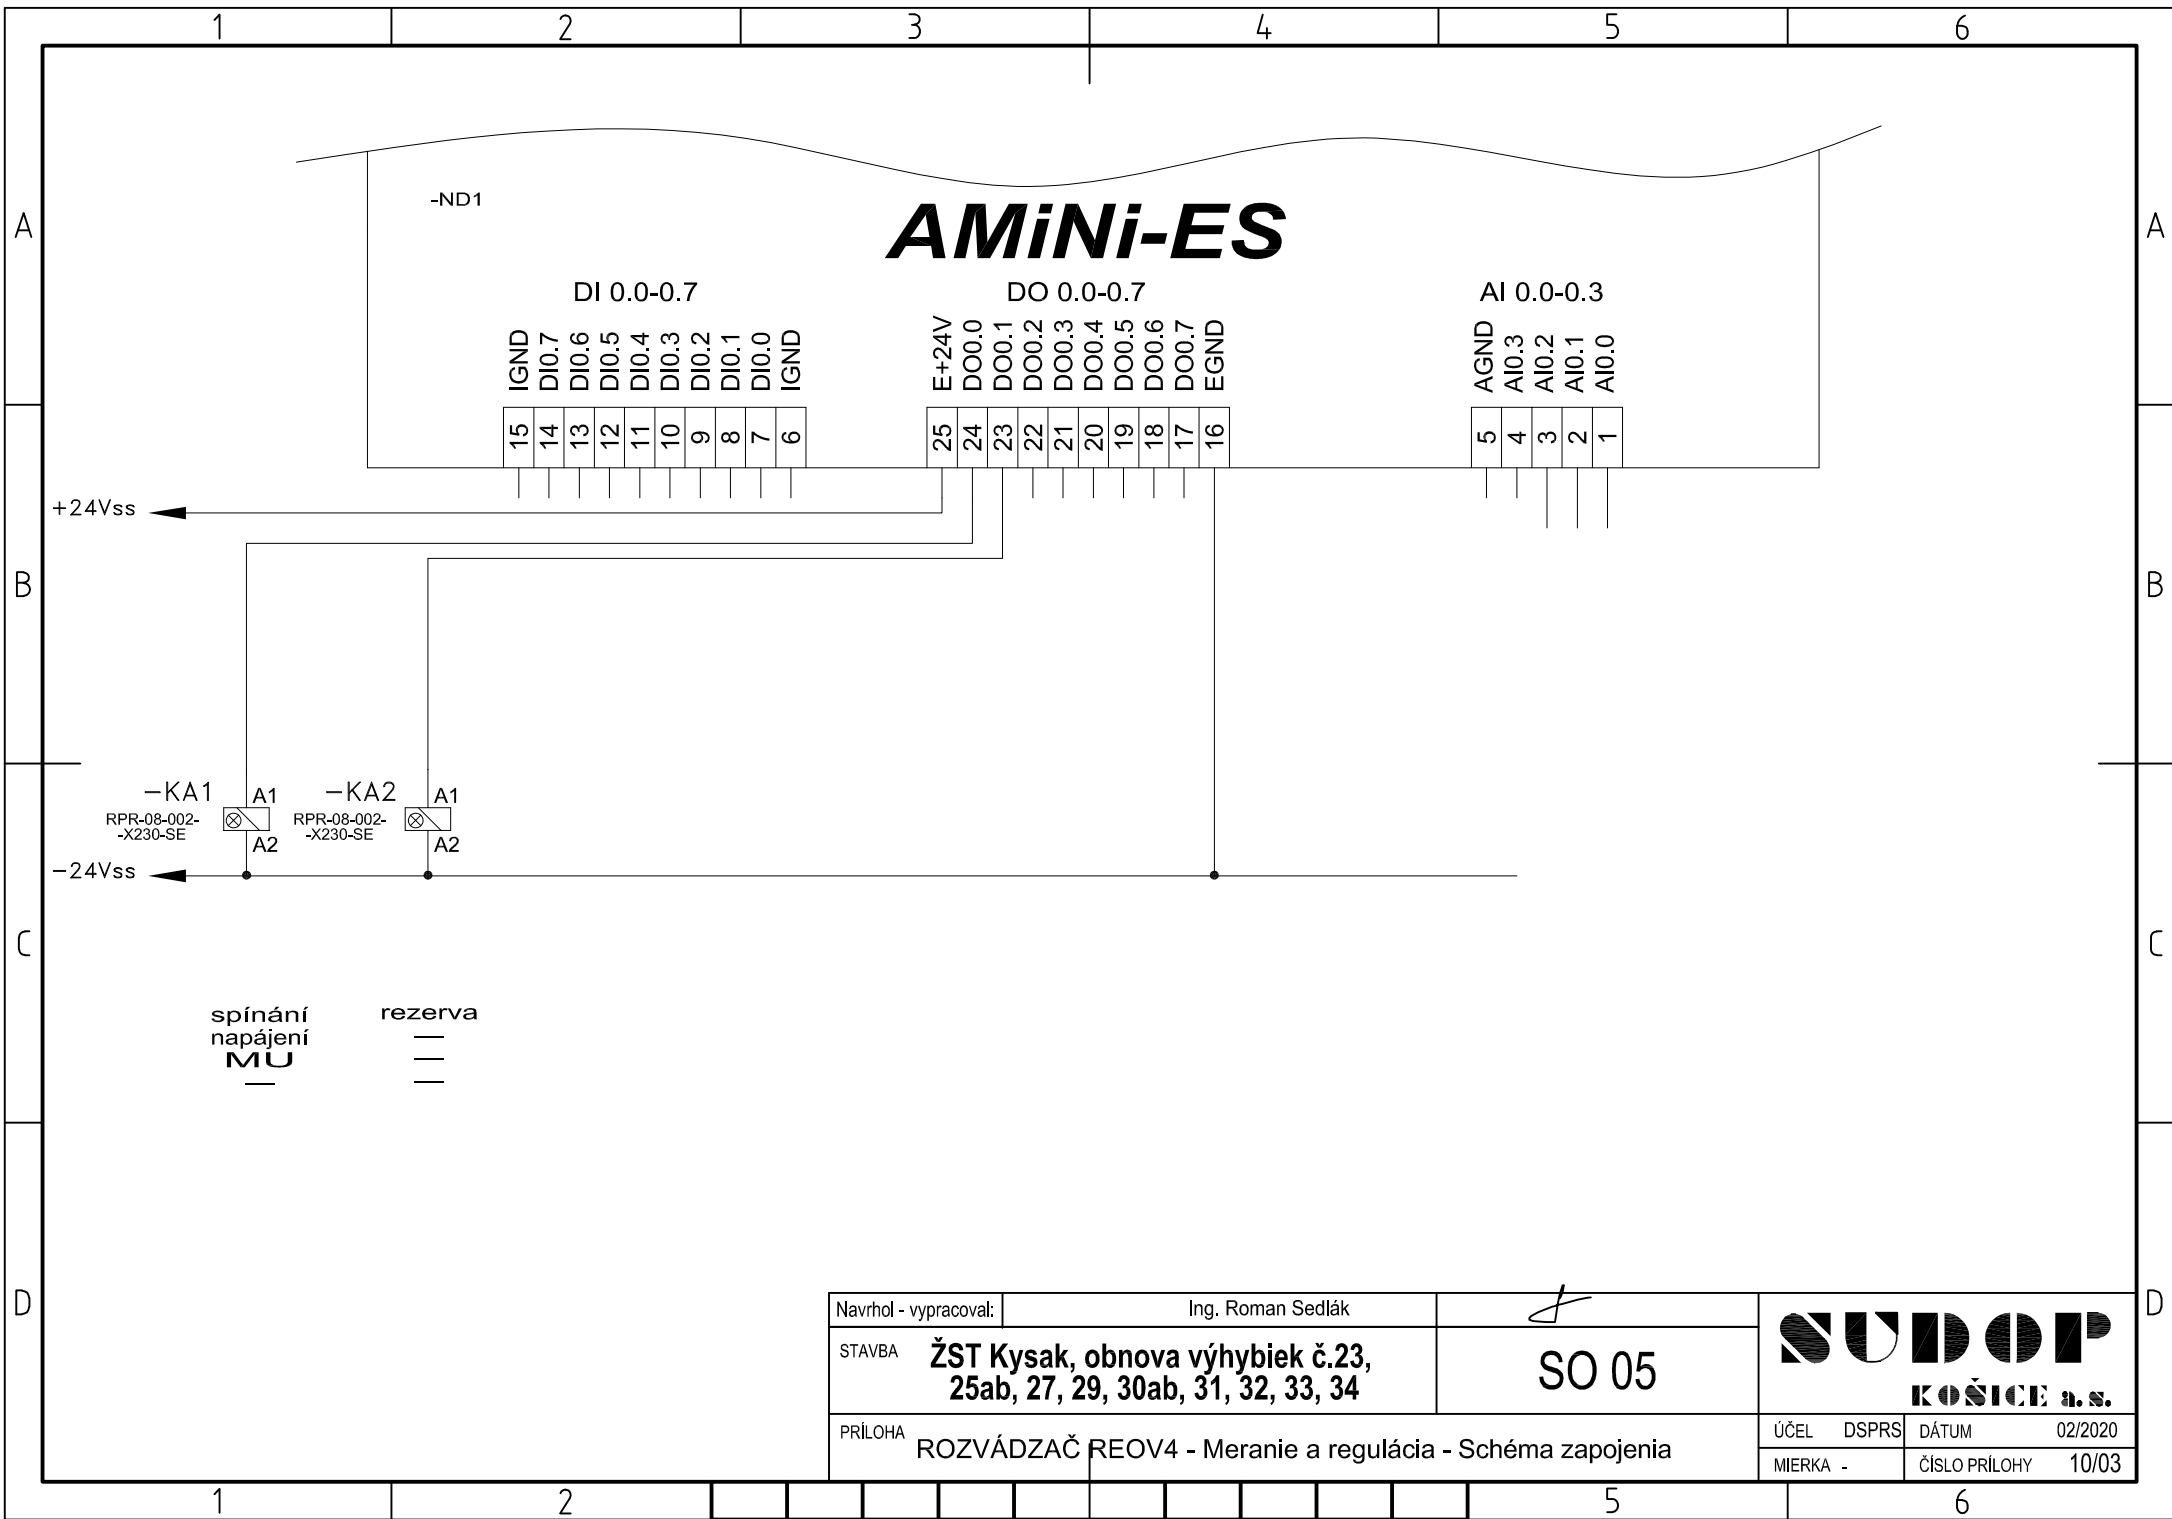 1 2 3 4 5 6
-ND1
AMiNi-ES
A A
DI 0.0-0.7 DO 0.0-0.7 AI 0.0-0.3
IGND DI0.7 DI0.6 DI0.5 DI0.4 DI0.3 DI0.2 DI0.1 DI0.0 IGND
E+24V DO0.0 DO0.1 DO0.2 DO0.3 DO0.4 DO0.5 DO0.6 DO0.7 EGND
AGND AI0.3 AI0.2 AI0.1 AI0.0
15 14 13 12 11 10 9 8 7 6
25 24 23 22 21 20 19 18 17 16
5 4 3 2 1
+24Vss
B B
-KA1 A1
RPR-08-002-
-X230-SE
A2
-KA2 A1
RPR-08-002-
-X230-SE
A2
-24Vss
C C
spínání
napájení
MU
rezerva
D D
Navrhol - vypracoval: Ing. Roman Sedlák
STAVBA
ŽST Kysak, obnova výhybiek č.23,
25ab, 27, 29, 30ab, 31, 32, 33, 34
SO 05
SUDOP
KOŠICE a.s.
PRÍLOHA
ROZVÁDZAČ REOV4 - Meranie a regulácia - Schéma zapojenia
ÚČEL DSPRS DÁTUM 02/2020
MIERKA - ČÍSLO PRÍLOHY 10/03
1 2 5 6